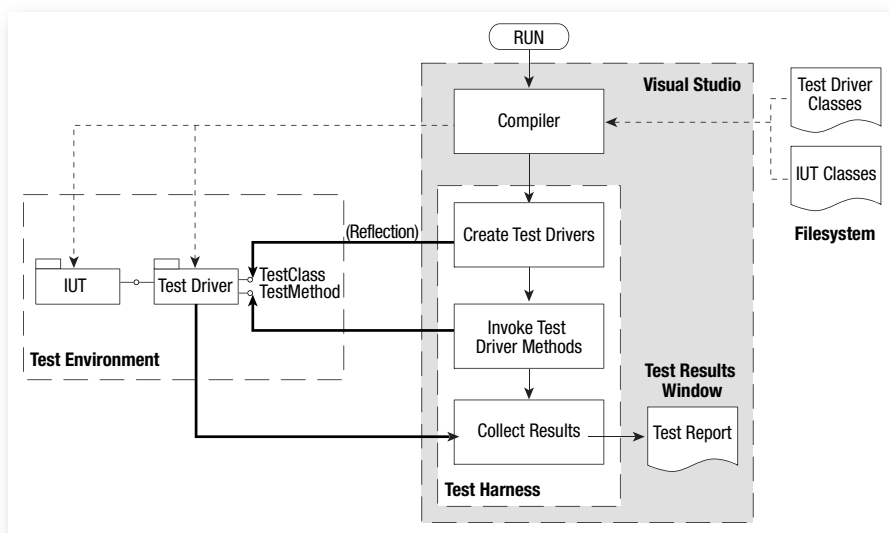 RUN
Visual Studio
Test Driver
Classes
Compiler
IUT Classes
Filesystem
(Reflection)
Create Test Drivers
TestClass
TestMethod
IUT
Test Driver
Invoke Test
Driver Methods
Test Environment
Test Results
Window
Collect Results
Test Report
Test Harness